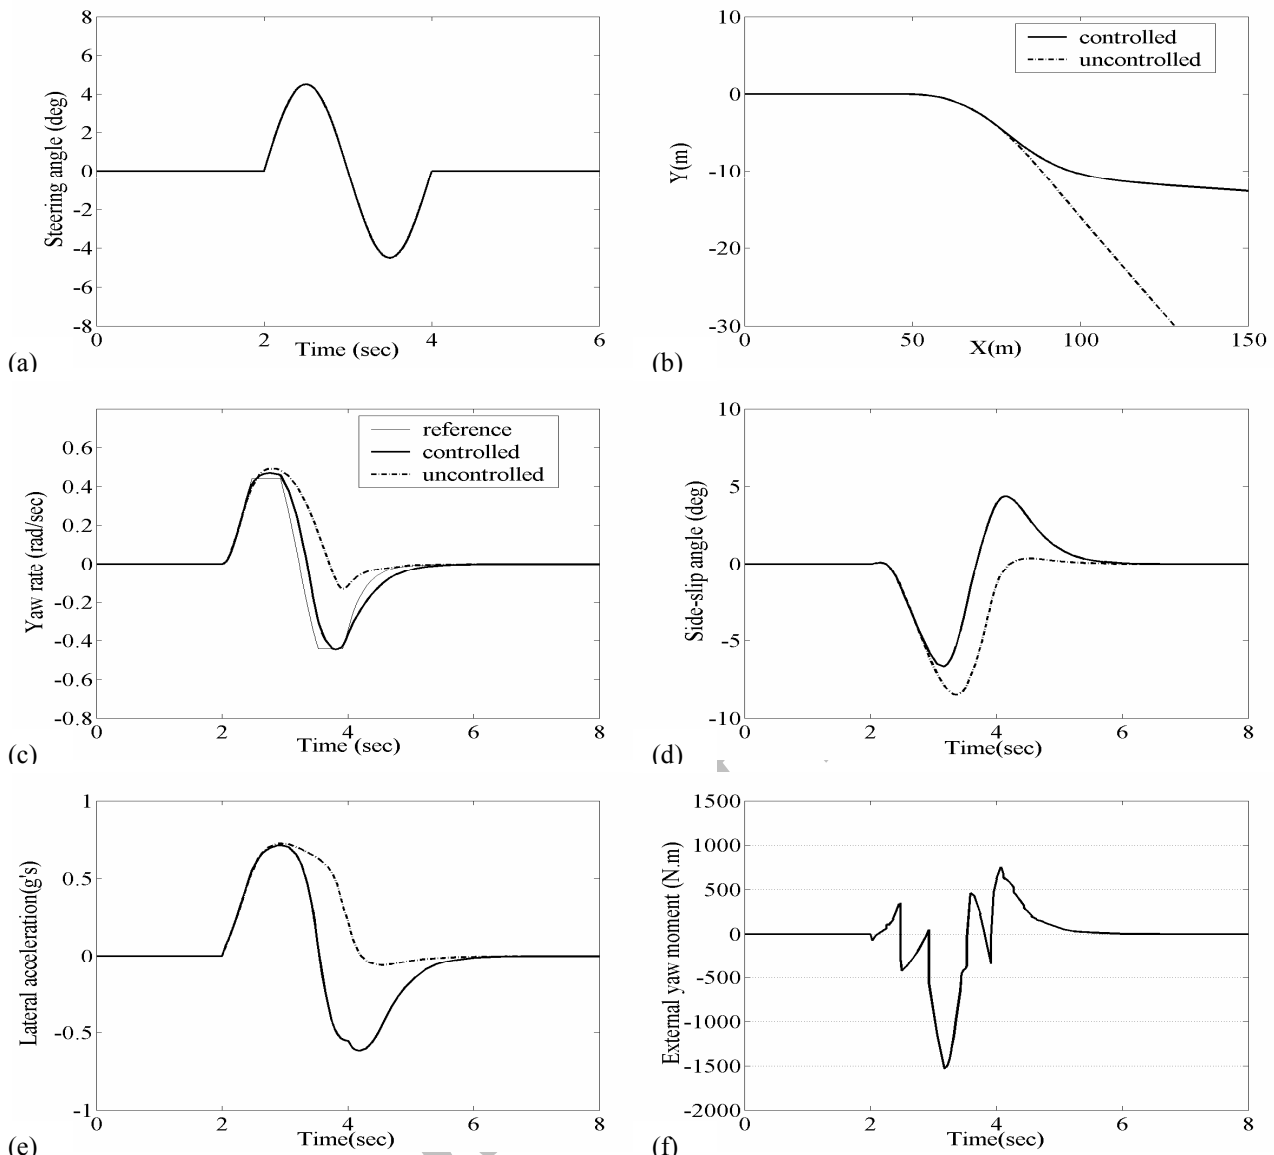 8
6
4
2
0
-2
-4
-6
-8
Steering angle (deg)
0
2
4
6
Time (sec)
(a)
10
0
-10
-20
-30
Y(m)
controlled
uncontrolled
0
50
100
150
X(m)
(b)
0.6
0.4
0.2
0
-0.2
-0.4
-0.6
-0.8
Yaw rate (rad/sec)
reference
controlled
uncontrolled
0
2
4
6
8
Time (sec)
(c)
10
5
0
-5
-10
Side-slip angle (deg)
0
2
4
6
8
Time(sec)
(d)
1
0.5
0
-0.5
-1
Lateral acceleration(g's)
0
2
4
6
8
Time(sec)
(e)
1500
1000
500
0
-500
-1000
-1500
-2000
External yaw moment (N.m)
0
2
4
6
8
Time(sec)
(f)